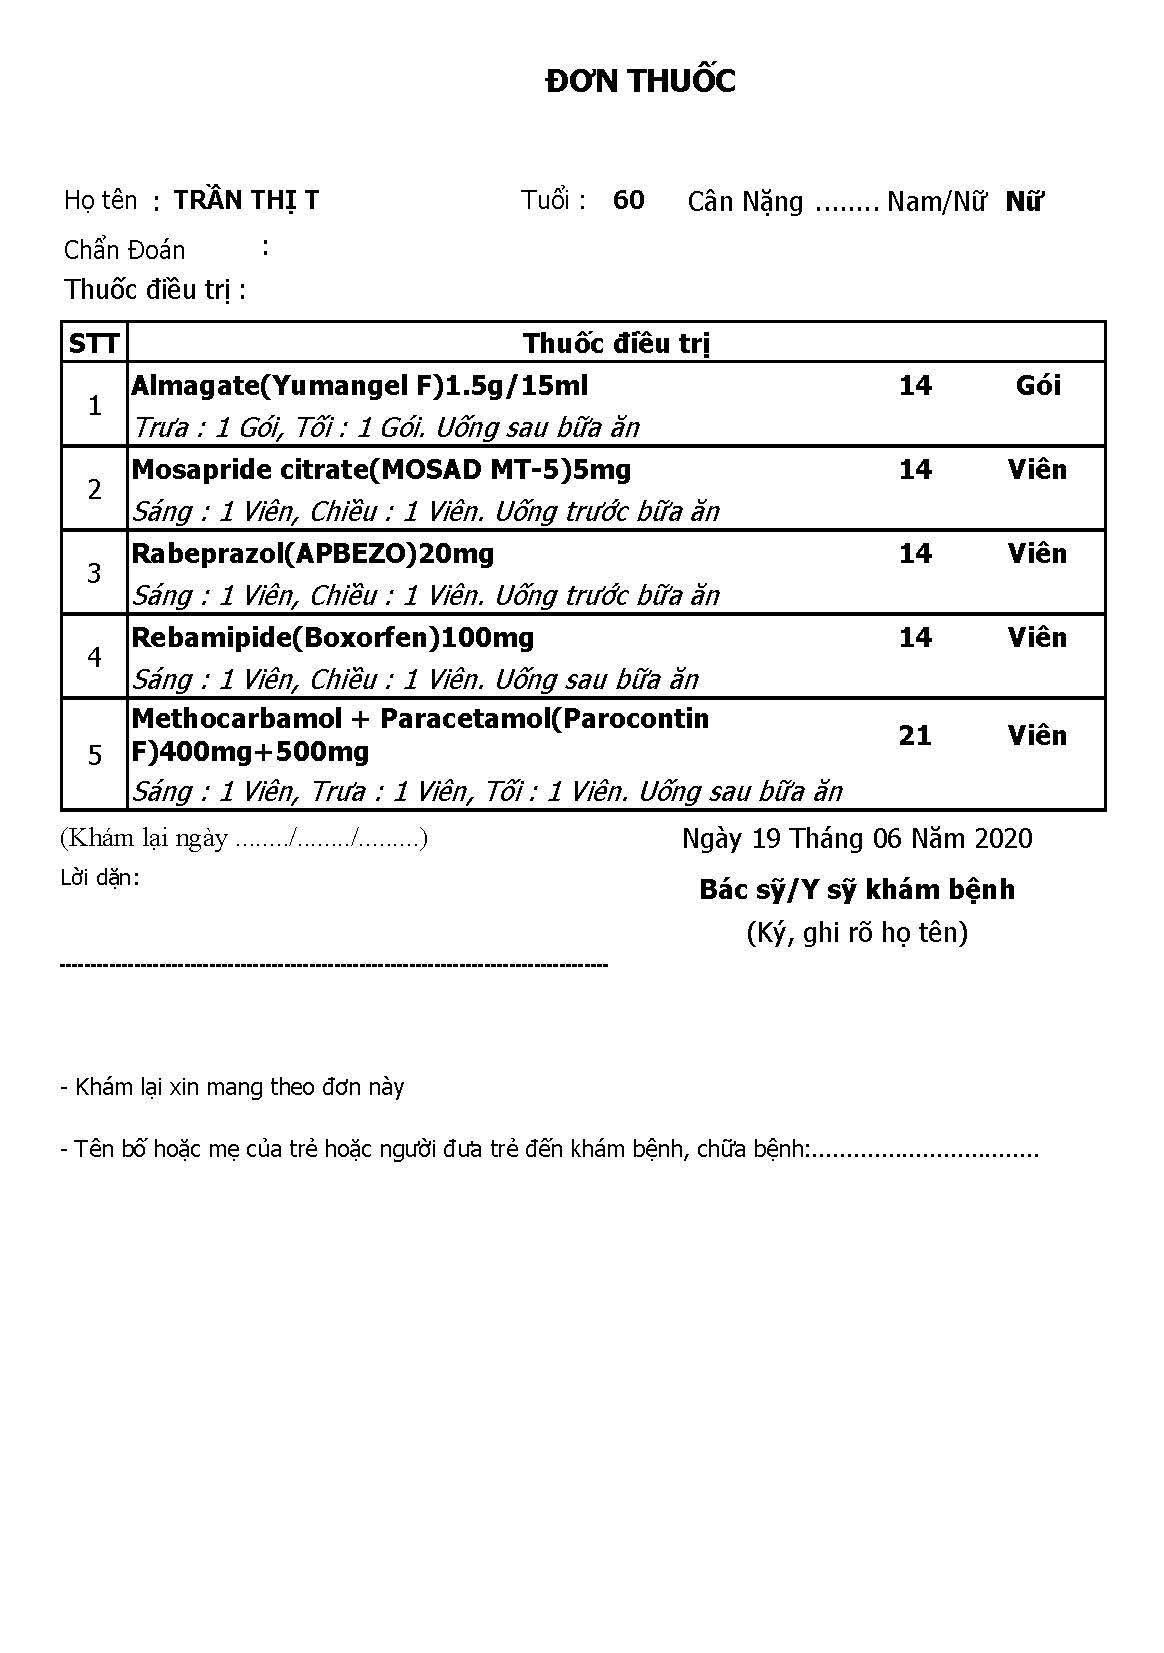 ĐƠN THUỐC
Họ tên : TRẦN THỊ T Tuổi : 60 Cân Nặng ........ Nam/Nữ Nữ
Chẩn Đoán :
Thuốc điều trị :
STT Thuốc điều trị
1 Almagate(Yumangel F)1.5g/15ml 14 Gói
Trưa : 1 Gói, Tối : 1 Gói. Uống sau bữa ăn
2 Mosapride citrate(MOSAD MT-5)5mg 14 Viên
Sáng : 1 Viên, Chiều : 1 Viên. Uống trước bữa ăn
3 Rabeprazol(APBEZO)20mg 14 Viên
Sáng : 1 Viên, Chiều : 1 Viên. Uống trước bữa ăn
4 Rebamipide(Boxorfen)100mg 14 Viên
Sáng : 1 Viên, Chiều : 1 Viên. Uống sau bữa ăn
5 Methocarbamol + Paracetamol(Parocontin
F)400mg+500mg 21 Viên
Sáng : 1 Viên, Trưa : 1 Viên, Tối : 1 Viên. Uống sau bữa ăn
(Khám lại ngày ......../......../.........) Ngày 19 Tháng 06 Năm 2020
Lời dặn:
Bác sỹ/Y sỹ khám bệnh
(Ký, ghi rõ họ tên)
- Khám lại xin mang theo đơn này
- Tên bố hoặc mẹ của trẻ hoặc người đưa trẻ đến khám bệnh, chữa bệnh:.................................